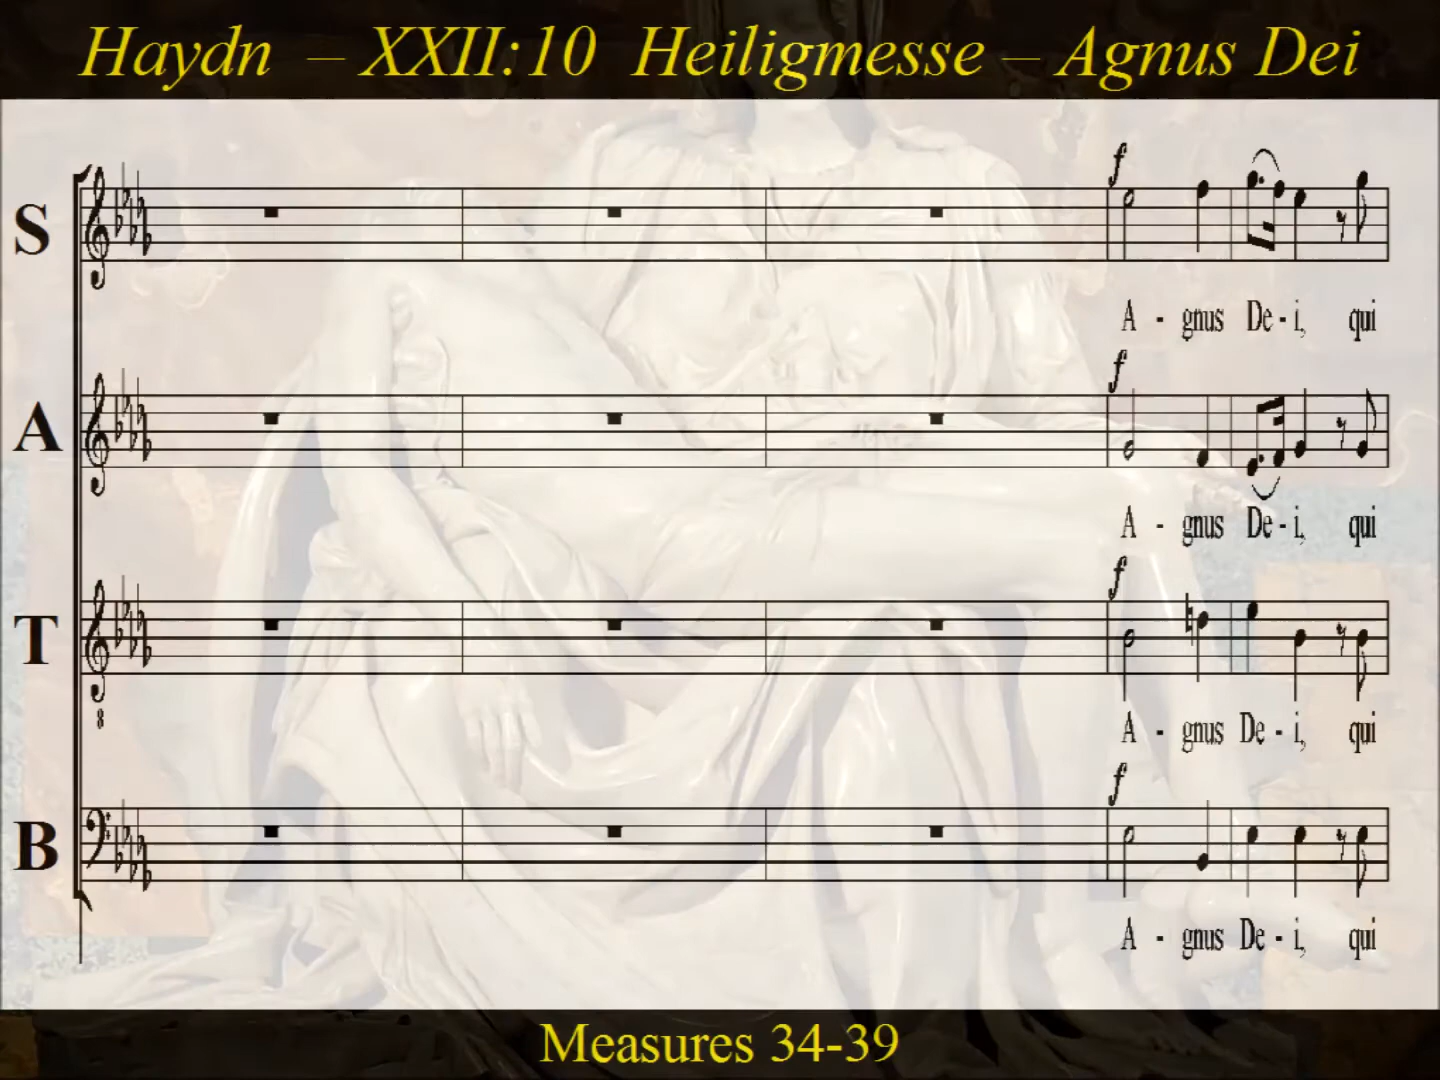 Haydn – XXII:10 Heiligmesse – Agnus Dei
f
S
A - gnus De - i, qui
f
A
A - gnus De - i, qui
f
T
8
A - gnus De - i, qui
f
B
A - gnus De - i, qui
Measures 34-39